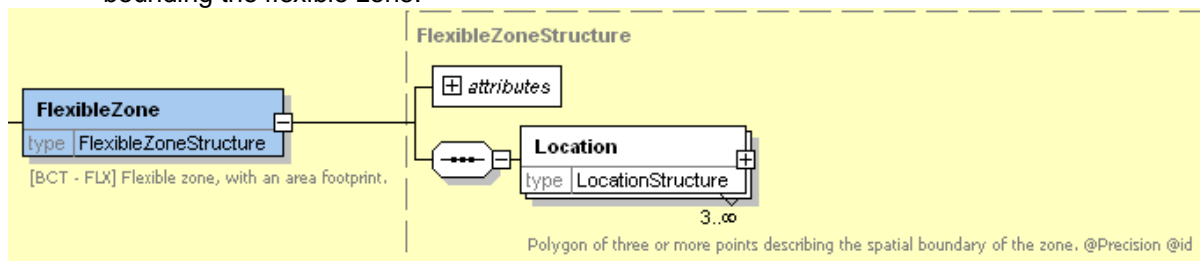 bounding the flexible zone.
FlexibleZoneStructure
attributes
FlexibleZone
type FlexibleZoneStructure
[BCT - FLX] Flexible zone, with an area footprint.
Location
type LocationStructure
3..∞
Polygon of three or more points describing the spatial boundary of the zone. @Precision @id